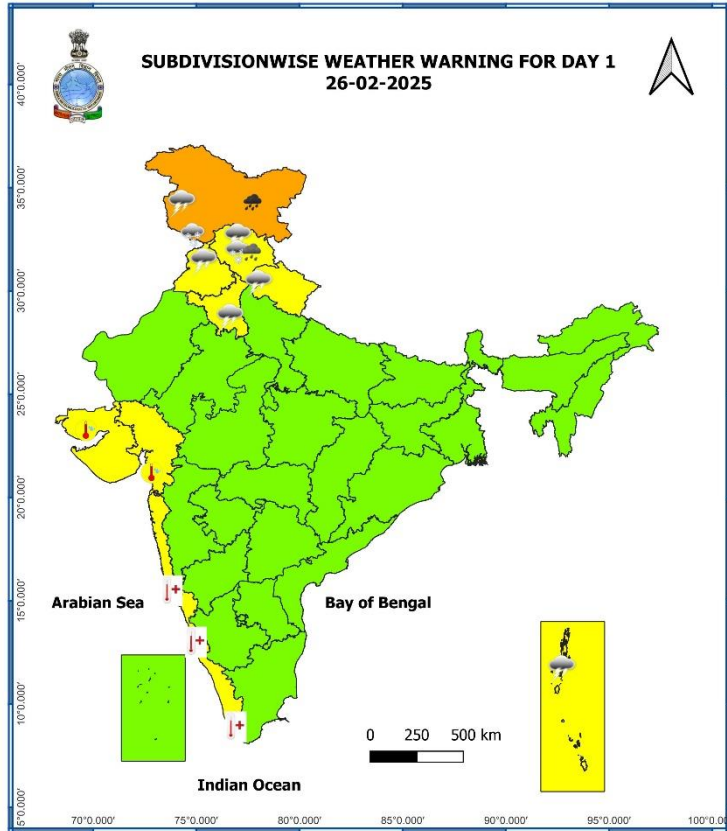 SUBDIVISIONWISE WEATHER WARNING FOR DAY 1
26-02-2025
40°0.000'
35°0.000'
30°0.000'
25°0.000'
20°0.000'
15°0.000'
10°0.000'
5°0.000'
Arabian Sea
Bay of Bengal
0 250 500 km
Indian Ocean
70°0.000' 75°0.000' 80°0.000' 85°0.000' 90°0.000' 95°0.000' 100°0.0